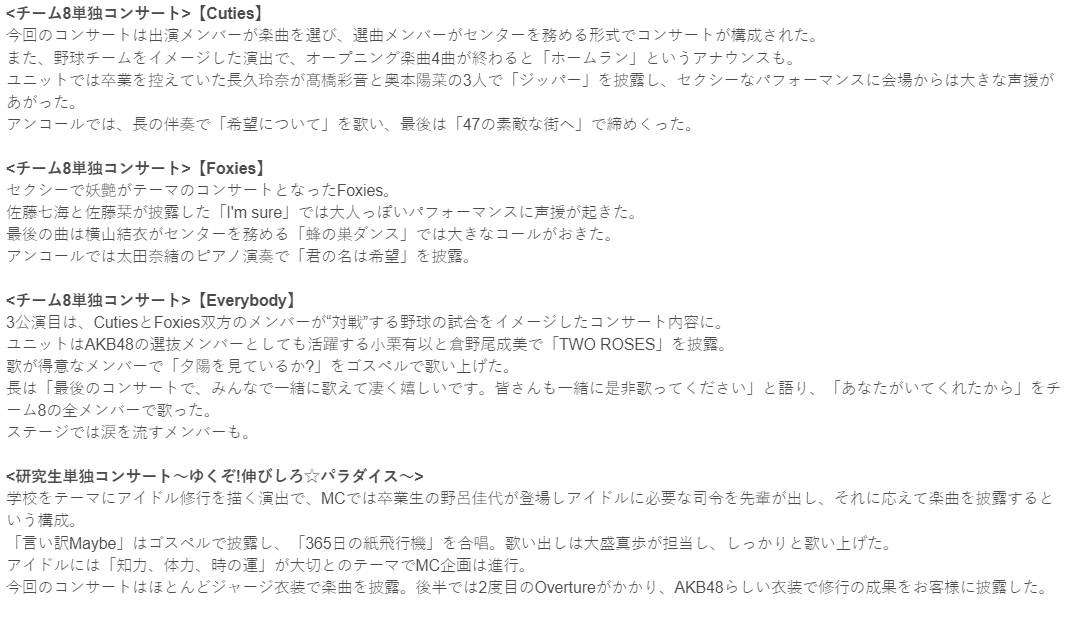 <チーム8単独コンサート>【Cuties】
今回のコンサートは出演メンバーが楽曲を選び、選曲メンバーがセンターを務める形式でコンサートが構成された。
また、野球チームをイメージした演出で、オープニング楽曲4曲が終わると「ホームラン」というアナウンスも。
ユニットでは卒業を控えていた長久玲奈が髙橋彩音と奥本陽菜の3人で「ジッパー」を披露し、セクシーなパフォーマンスに会場からは大きな声援が
あがった。
アンコールでは、長の伴奏で「希望について」を歌い、最後は「47の素敵な街へ」で締めくった。
<チーム8単独コンサート>【Foxies】
セクシーで妖艶がテーマのコンサートとなったFoxies。
佐藤七海と佐藤栞が披露した「I'm sure」では大人っぽいパフォーマンスに声援が起きた。
最後の曲は横山結衣がセンターを務める「蜂の巣ダンス」では大きなコールがおきた。
アンコールでは太田奈緒のピアノ演奏で「君の名は希望」を披露。
<チーム8単独コンサート>【Everybody】
3公演目は、CutiesとFoxies双方のメンバーが“対戦”する野球の試合をイメージしたコンサート内容に。
ユニットはAKB48の選抜メンバーとしても活躍する小栗有以と倉野尾成美で「TWO ROSES」を披露。
歌が得意なメンバーで「夕陽を見ているか?」をゴスペルで歌い上げた。
長は「最後のコンサートで、みんなで一緒に歌えて凄く嬉しいです。皆さんも一緒に是非歌ってください」と語り、「あなたがいてくれたから」をチ
ーム8の全メンバーで歌った。
ステージでは涙を流すメンバーも。
<研究生単独コンサート～ゆくぞ!伸びしろ☆パラダイス～>
学校をテーマにアイドル修行を描く演出で、MCでは卒業生の野呂佳代が登場しアイドルに必要な司令を先輩が出し、それに応えて楽曲を披露すると
いう構成。
「言い訳Maybe」はゴスペルで披露し、「365日の紙飛行機」を合唱。歌い出しは大盛真歩が担当し、しっかりと歌い上げた。
アイドルには「知力、体力、時の運」が大切とのテーマでMC企画は進行。
今回のコンサートはほとんどジャージ衣装で楽曲を披露。後半では2度目のOvertureがかかり、AKB48らしい衣装で修行の成果をお客様に披露した。